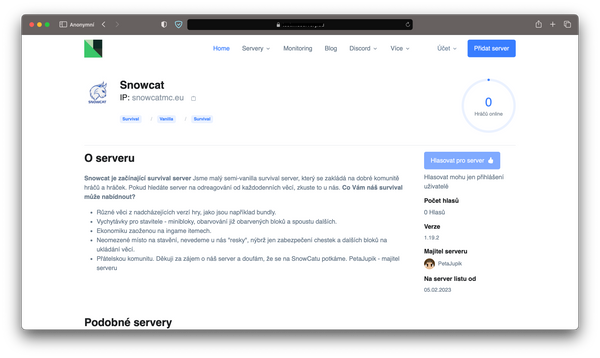 Anonymní
Home
Servery
Monitoring
Blog
Discord
Více
Účet
Přidat server
SNOWCAT
Snowcat
IP: snowcatmc.eu
Survival / Vanilla / Survival
0
Hráčů online
O serveru
Snowcat je začínající survival server Jsme malý semi-vanilla survival server, který se zakládá na dobré komunitě
hráčů a hráček. Pokud hledáte server na odreagování od každodenních věcí, zkuste to u nás. Co Vám náš survival
může nabídnout?
Různé věci z nadcházejících verzí hry, jako jsou například bundly.
Vychytávky pro stavitele - minibloky, obarvování již obarvených bloků a spoustu dalších.
Ekonomiku zaoženou na ingame itemech.
Neomezené místo na stavění, nevedeme u nás "resky", nýbrž jen zabezpečení chestek a dalších bloků na
ukládání věcí.
Přátelskou komunitu. Děkuji za zájem o náš server a doufám, že se na SnowCatu potkáme. PetaJupik - majitel
serveru
Hlasovat pro server
Hlasovat mohou jen přihlášení
uživatelé
Počet hlasů
0 Hlasů
Verze
1.19.2
Majitel serveru
PetaJupik
Na server listu od
05.02.2023
Podobné servery